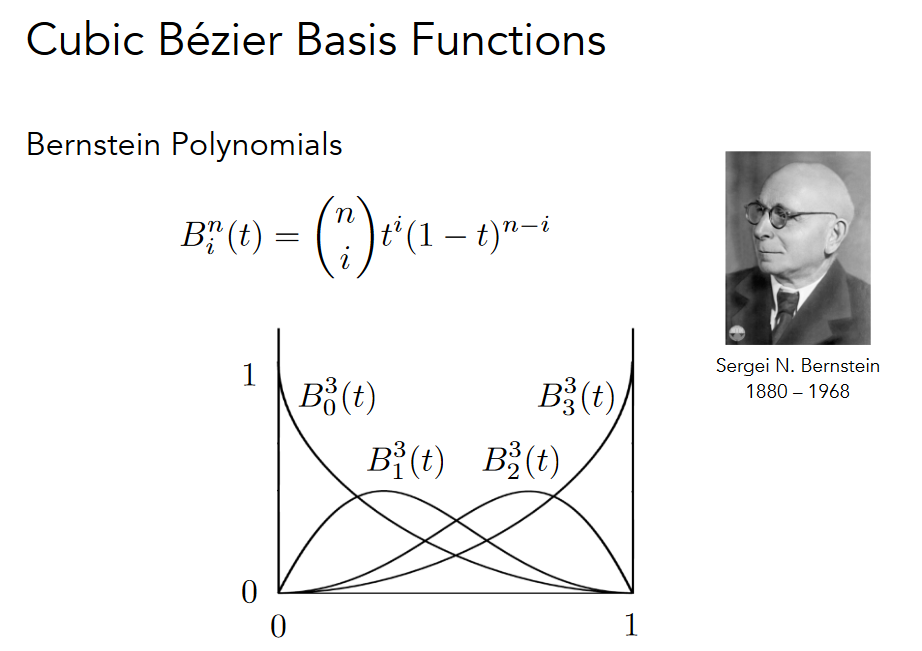 Cubic Bézier Basis Functions
Bernstein Polynomials
B_i^n(t) = \binom{n}{i} t^i (1 - t)^{n-i}
Sergei N. Bernstein
1880 – 1968
1
B_0^3(t)
B_3^3(t)
B_1^3(t)
B_2^3(t)
0
0
1